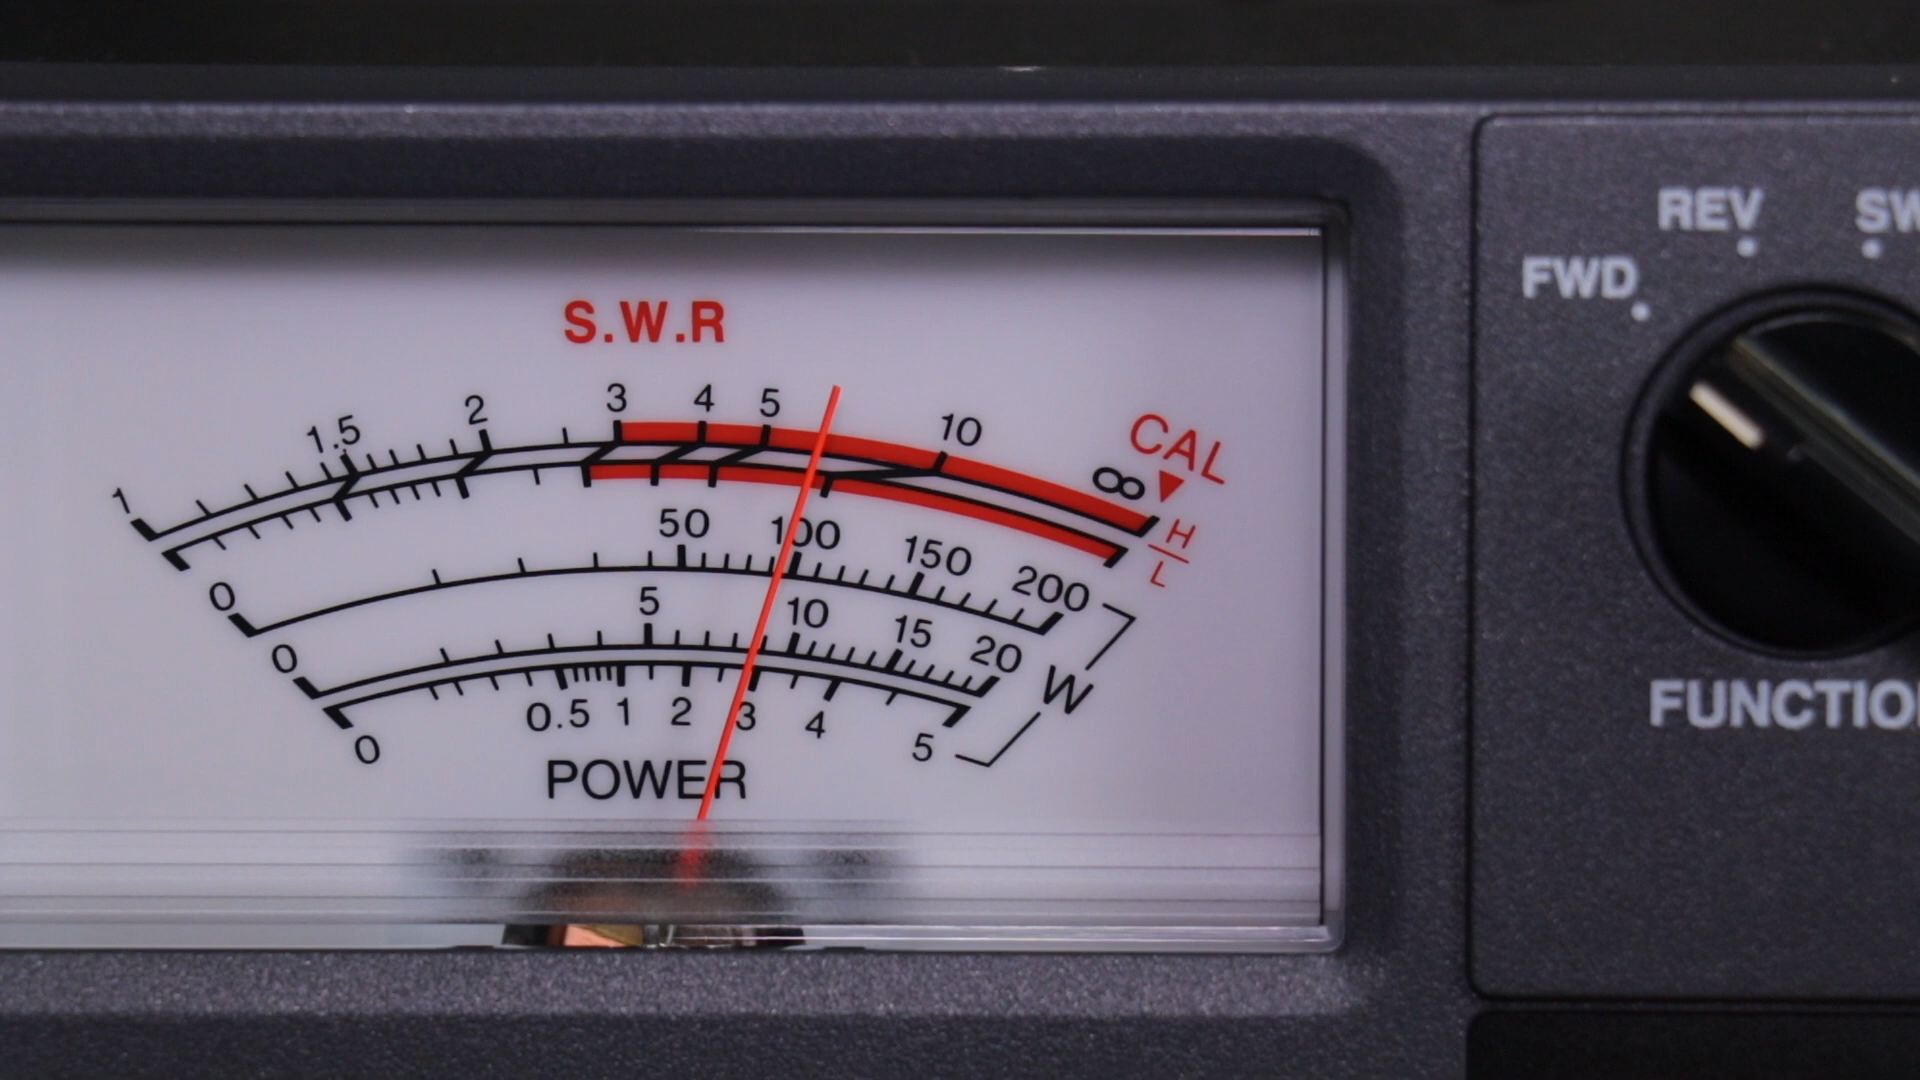 S.W.R
1 1.5 2 3 4 5 10 ∞ CAL
H
L
0 50 100 150 200
0 5 10 15 20
W
0 0.5 1 2 3 4 5
POWER
FWD REV SW
FUNCTIO